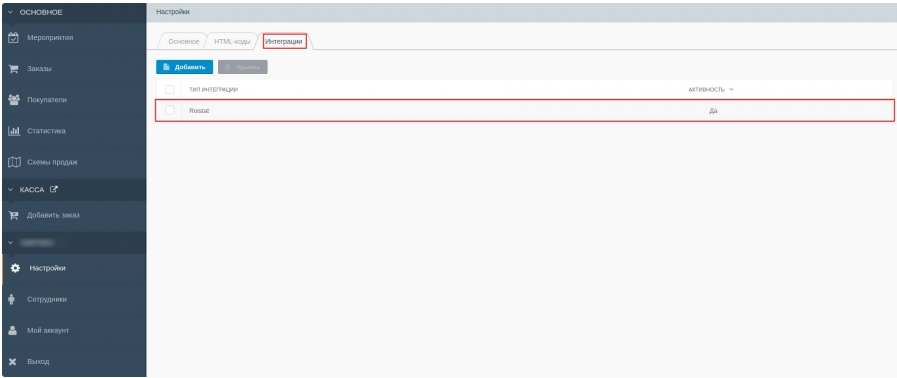 ОСНОВНОЕ
Мероприятия
Заказы
Покупатели
Статистика
Схемы продаж
КАССА
Добавить заказ
Настройки
Сотрудники
Мой аккаунт
Выход
Настройки
Основное HTML-коды Интеграции
Добавить Удалить
ТИП ИНТЕГРАЦИИ АКТИВНОСТЬ
Roistat Да